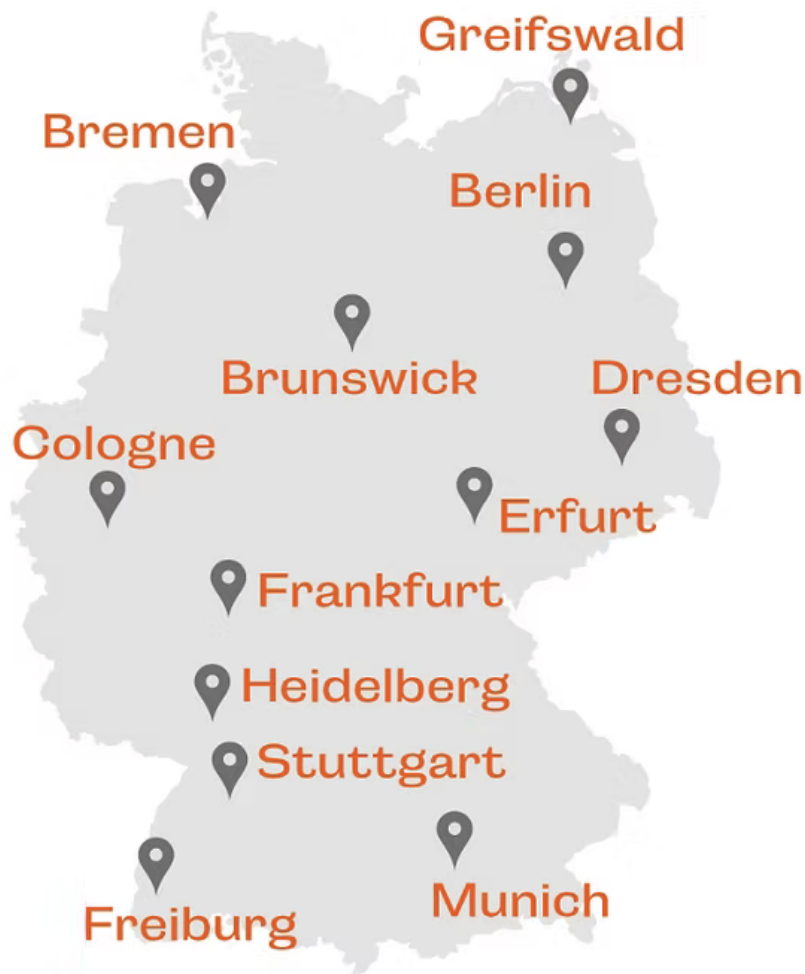 Greifswald
Bremen
Berlin
Brunswick
Dresden
Cologne
Erfurt
Frankfurt
Heidelberg
Stuttgart
Munich
Freiburg